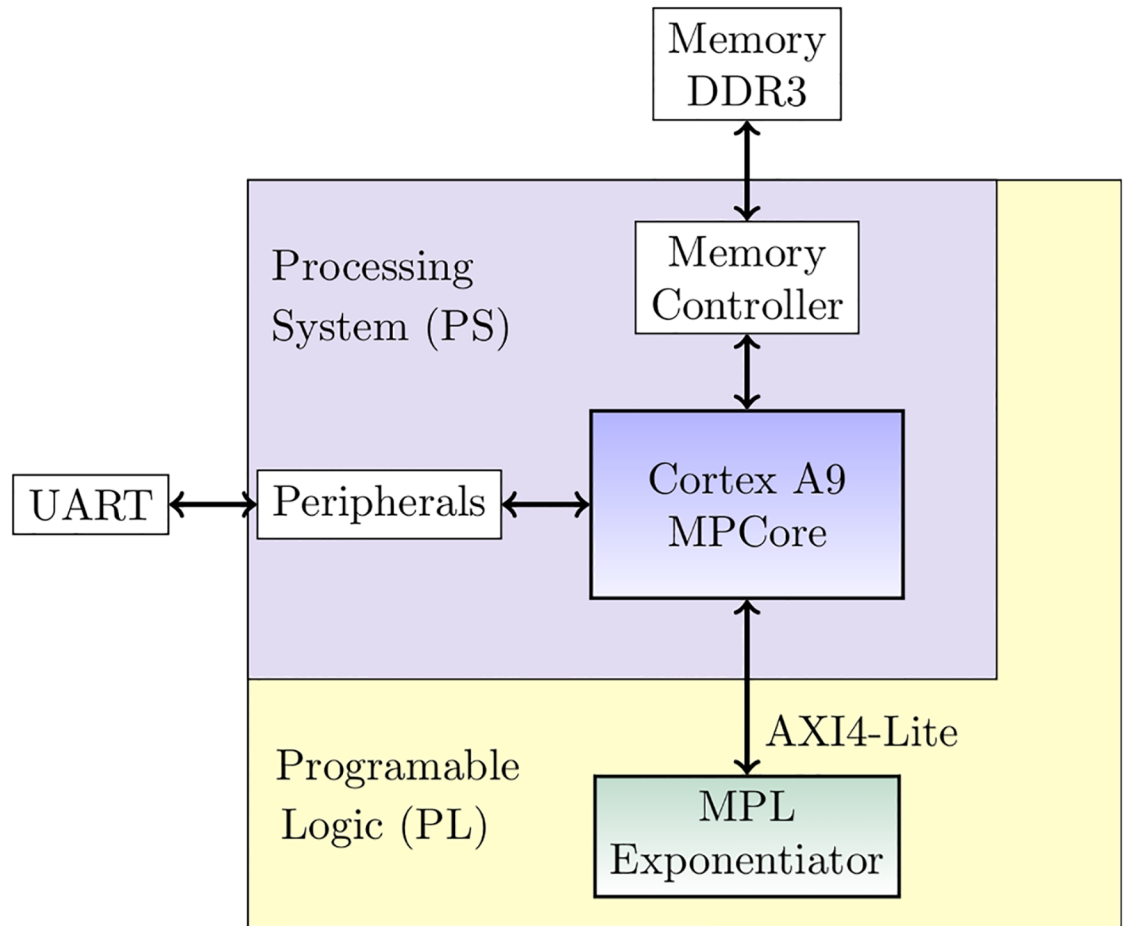 Memory
DDR3
Processing
System (PS)
Memory
Controller
UART
Peripherals
Cortex A9
MPCore
AXI4-Lite
Programable
Logic (PL)
MPL
Exponentiator